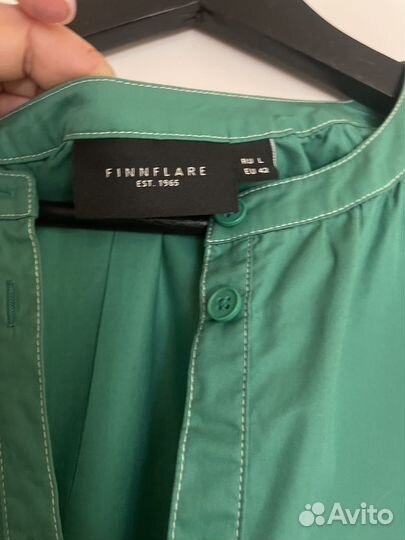 FINNFLARE
EST. 1965
RU L
EU 42
Avito